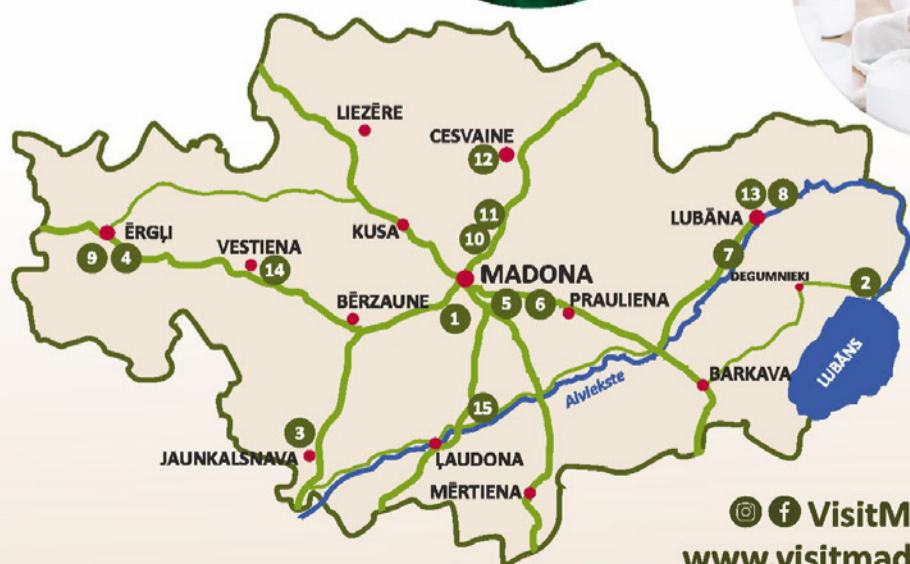 LIEZĒRE
CESVAINE
12
13 8
LUBĀNA
11
ĒRGĻI
KUSA
10
9 4
VESTIENA
14
7
MADONA
DEGUMNIEKI
2
BĒRZAUNE
1
5 6
PRAULIENA
LUBĀNS
Aiviekste
BARKAVA
15
3
JAUNKALSNAVA
ĻAUDONA
MĒRTIENA
VisitM
www.visitmad